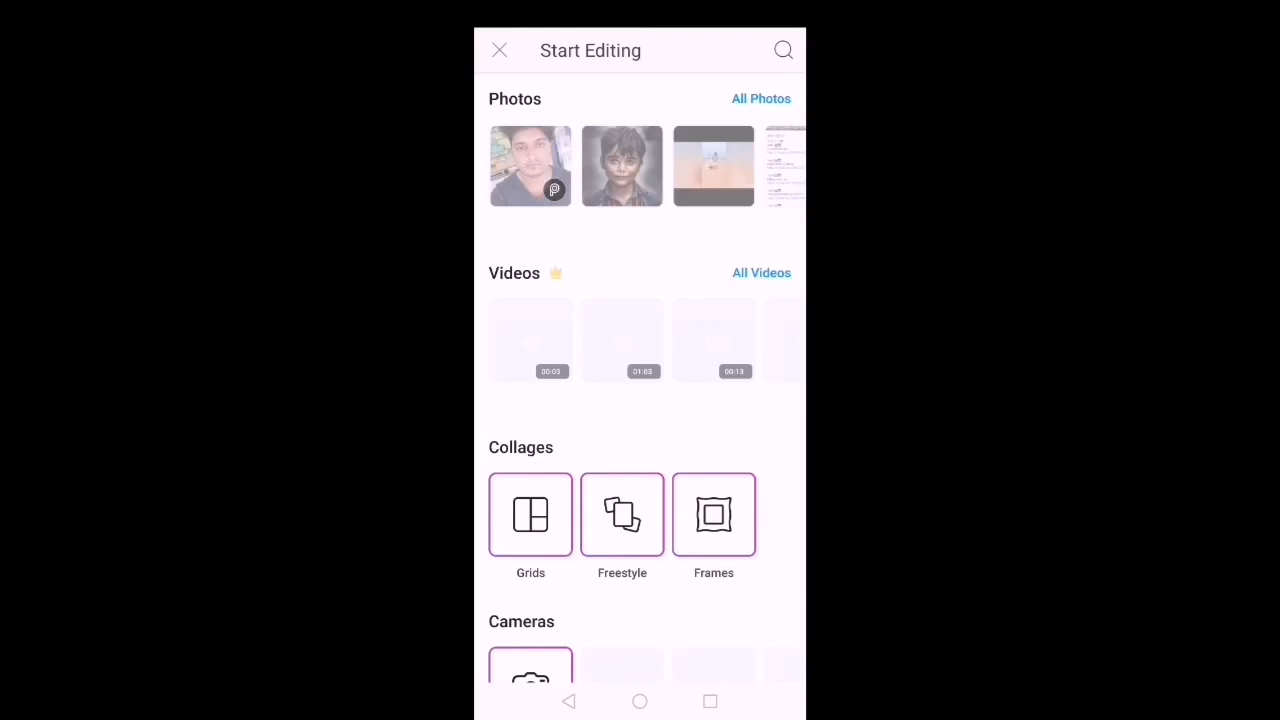 Start Editing
Photos
All Photos
Videos
All Videos
00:03
01:03
00:13
Collages
Grids
Freestyle
Frames
Cameras